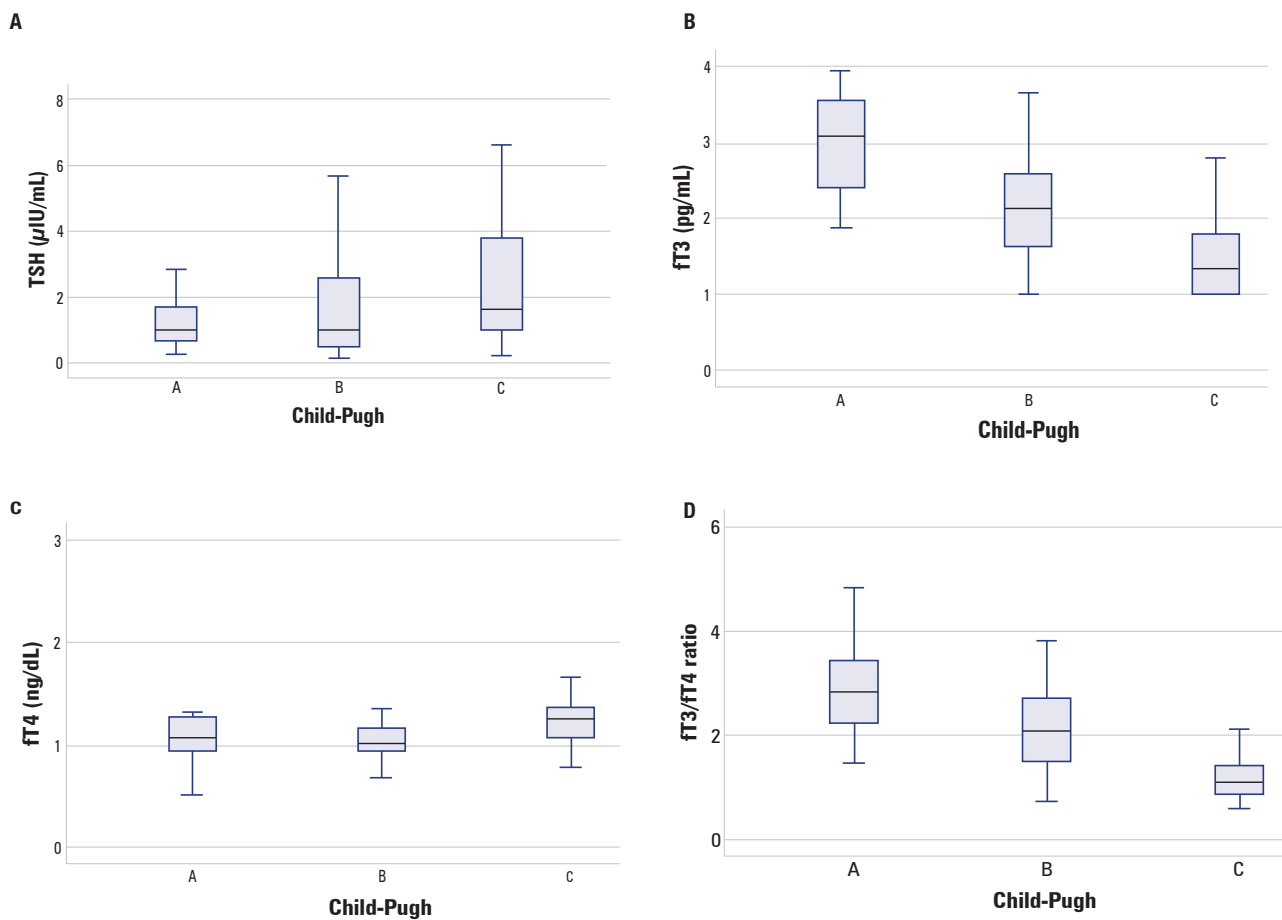 A
TSH (µIU/mL)
8
6
4
2
0
A B C
Child-Pugh
B
fT3 (pg/mL)
4
3
2
1
0
A B C
Child-Pugh
C
fT4 (ng/dL)
3
2
1
0
A B C
Child-Pugh
D
fT3/fT4 ratio
6
4
2
0
A B C
Child-Pugh